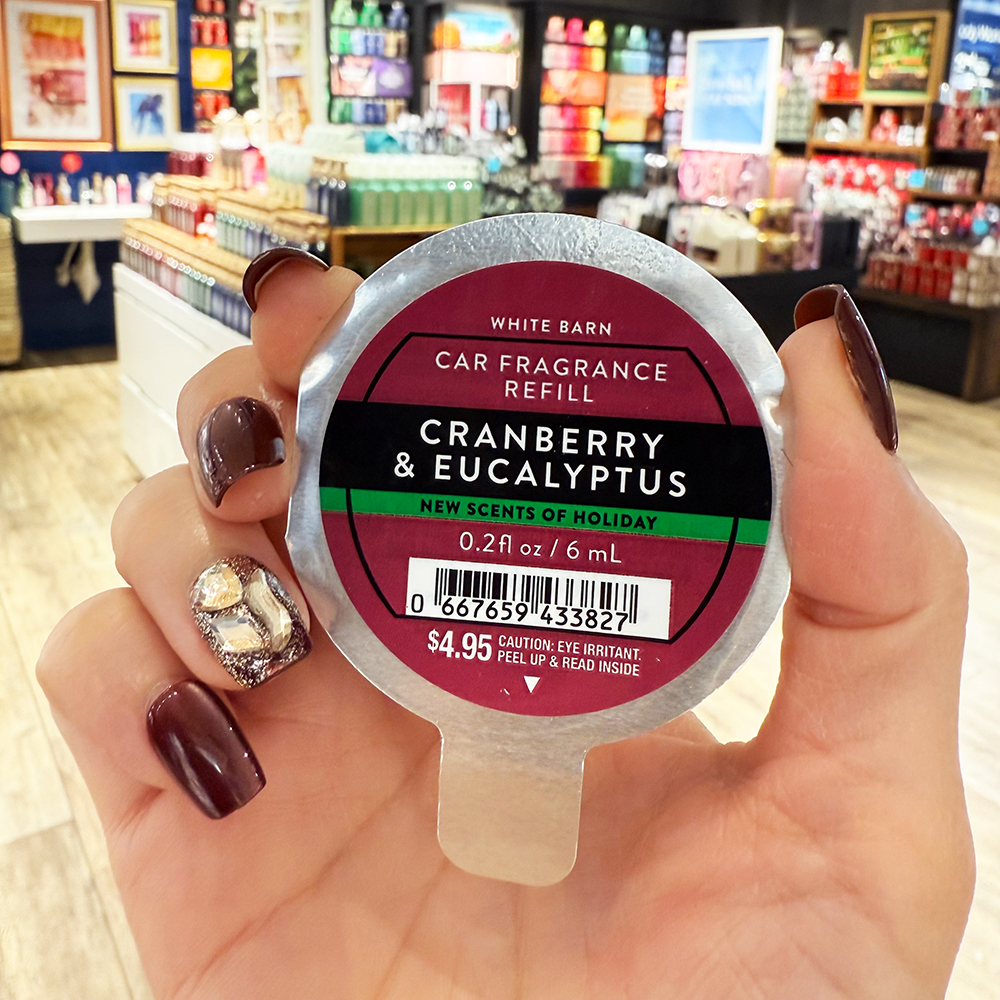 WHITE BARN
CAR FRAGRANCE
REFILL
CRANBERRY
& EUCALYPTUS
NEW SCENTS OF HOLIDAY
0.2fl oz / 6 mL
0 667659 433827
$4.95 CAUTION: EYE IRRITANT.
PEEL UP & READ INSIDE